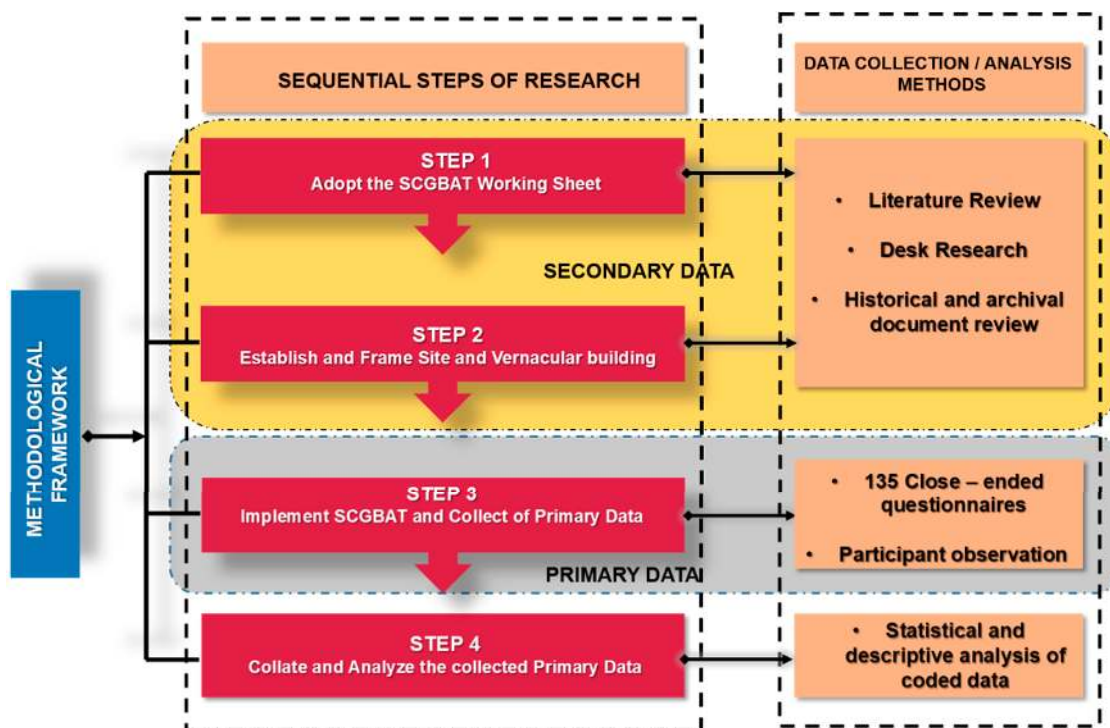 SEQUENTIAL STEPS OF RESEARCH
DATA COLLECTION / ANALYSIS
METHODS
METHODOLOGICAL
FRAMEWORK
STEP 1
Adopt the SCGBAT Working Sheet
SECONDARY DATA
STEP 2
Establish and Frame Site and Vernacular building
• Literature Review
• Desk Research
• Historical and archival
document review
STEP 3
Implement SCGBAT and Collect of Primary Data
PRIMARY DATA
• 135 Close – ended
questionnaires
• Participant observation
STEP 4
Collate and Analyze the collected Primary Data
• Statistical and
descriptive analysis of
coded data